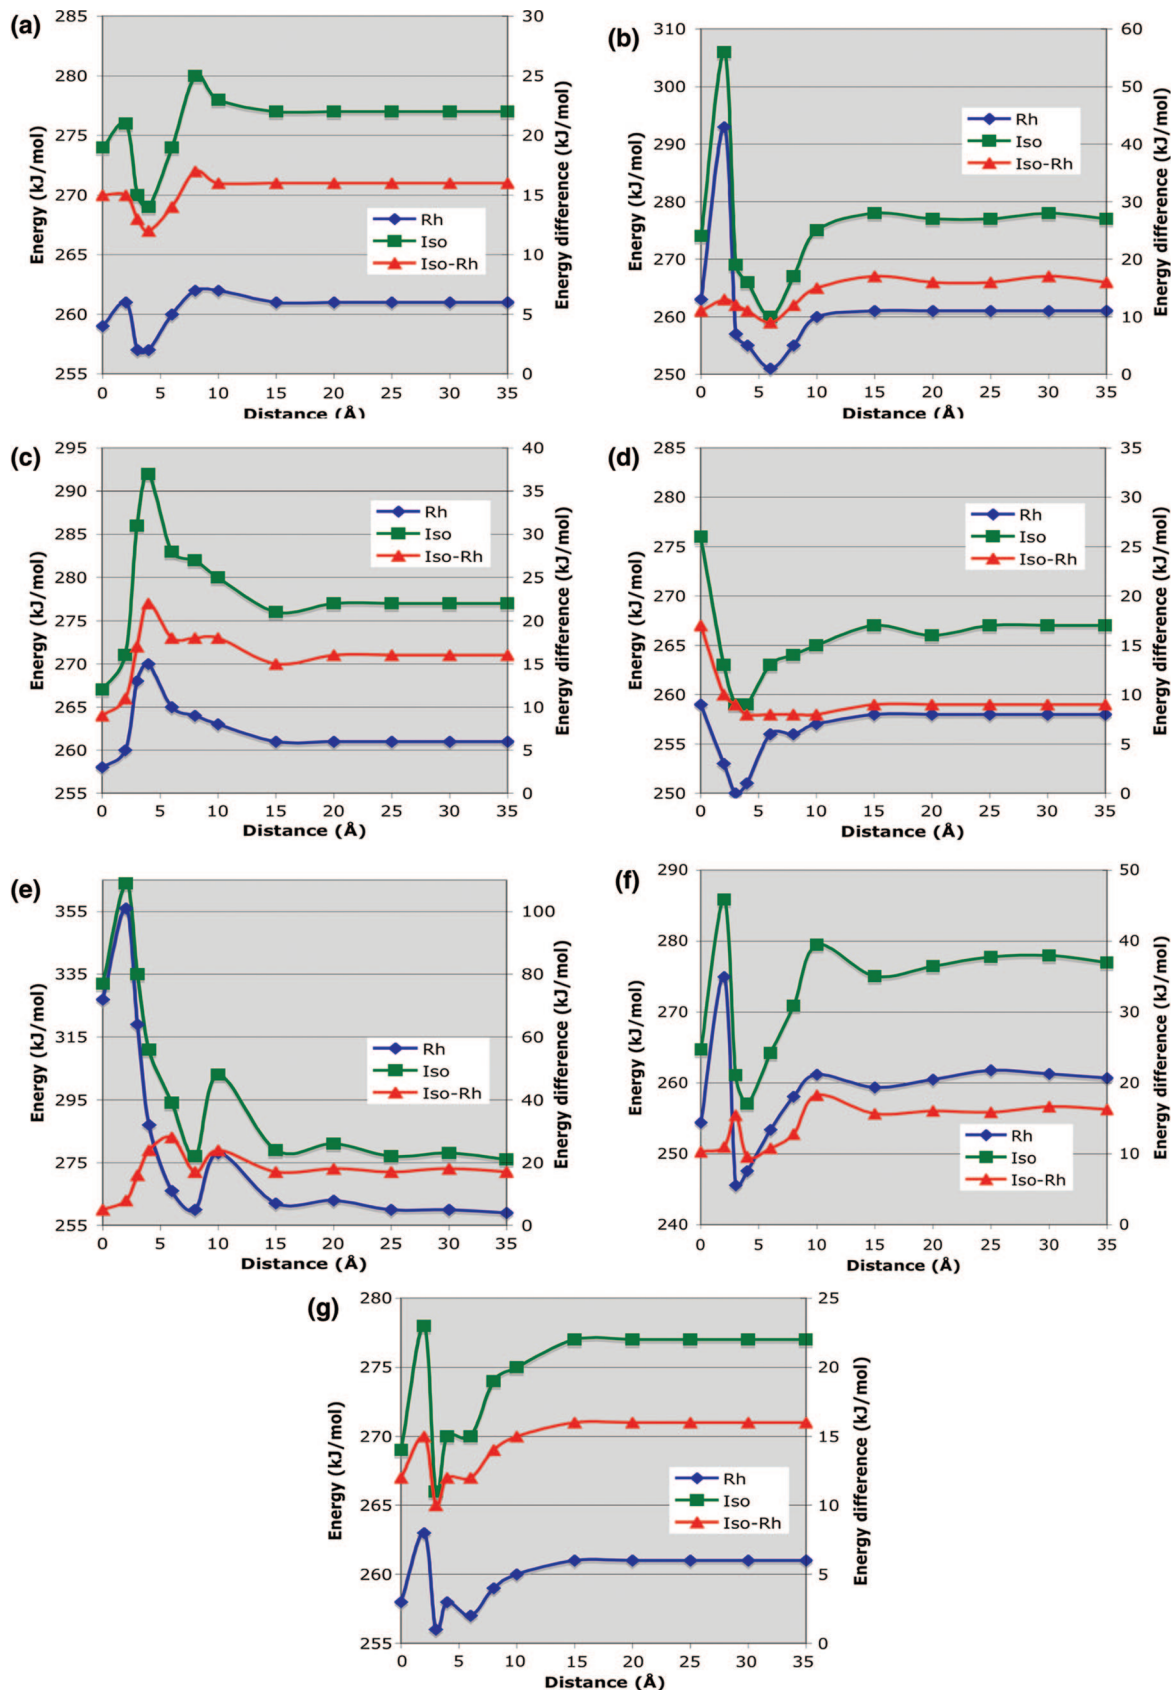 (a)
285
280
275
270
265
260
255
Energy (kJ/mol)
30
25
20
15
10
5
0
Energy difference (kJ/mol)
Rh
Iso
Iso-Rh
0 5 10 15 20 25 30 35
Distance (Å)
(b)
310
300
290
280
270
260
250
Energy (kJ/mol)
60
50
40
30
20
10
0
Energy difference (kJ/mol)
Rh
Iso
Iso-Rh
0 5 10 15 20 25 30 35
Distance (Å)
(c)
295
290
285
280
275
270
265
260
255
Energy (kJ/mol)
40
35
30
25
20
15
10
5
0
Energy difference (kJ/mol)
Rh
Iso
Iso-Rh
0 5 10 15 20 25 30 35
Distance (Å)
(d)
285
280
275
270
265
260
255
250
Energy (kJ/mol)
35
30
25
20
15
10
5
0
Energy difference (kJ/mol)
Rh
Iso
Iso-Rh
0 5 10 15 20 25 30 35
Distance (Å)
(e)
355
335
315
295
275
255
Energy (kJ/mol)
100
80
60
40
20
0
Energy difference (kJ/mol)
Rh
Iso
Iso-Rh
0 5 10 15 20 25 30 35
Distance (Å)
(f)
290
280
270
260
250
240
Energy (kJ/mol)
50
40
30
20
10
0
Energy difference (kJ/mol)
Rh
Iso
Iso-Rh
0 5 10 15 20 25 30 35
Distance (Å)
(g)
280
275
270
265
260
255
Energy (kJ/mol)
25
20
15
10
5
0
Energy difference (kJ/mol)
Rh
Iso
Iso-Rh
0 5 10 15 20 25 30 35
Distance (Å)